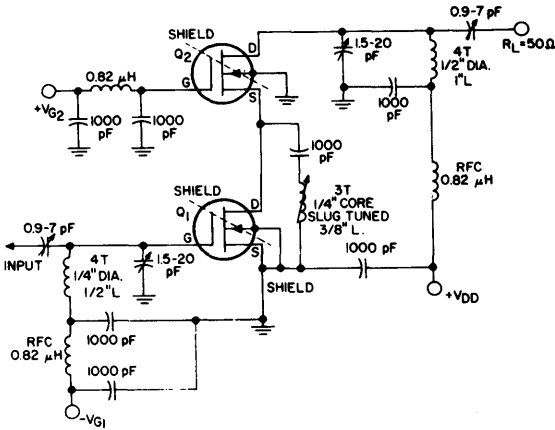 SHIELD
Q2
D
G
S
0.82 μH
+VG2
1000
pF
1000
pF
1.5-20
pF
0.9-7 pF
RL=50Ω
4T
1/2" DIA.
1"L
1000
pF
1000
pF
3T
1/4" CORE
SLUG TUNED
3/8" L.
RFC
0.82 μH
SHIELD
Q1
D
G
S
0.9-7 pF
INPUT
4T
1/4" DIA.
1/2"L
1.5-20
pF
SHIELD
1000 pF
+VDD
RFC
0.82 μH
1000 pF
1000 pF
-VG1